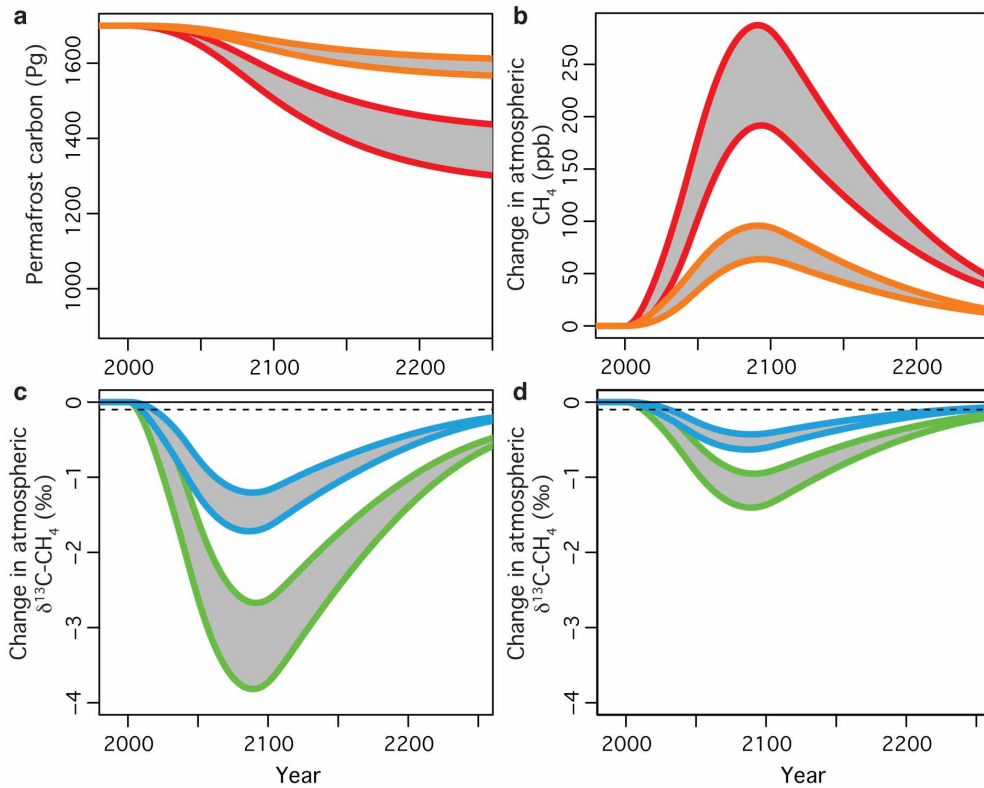 a
Permafrost carbon (Pg)
1600
1400
1200
1000
2000
2100
2200
b
Change in atmospheric
CH₄ (ppb)
250
200
150
100
50
0
2000
2100
2200
c
Change in atmospheric
δ¹³C-CH₄ (‰)
0
−1
−2
−3
−4
2000
2100
2200
Year
d
Change in atmospheric
δ¹³C-CH₄ (‰)
0
−1
−2
−3
−4
2000
2100
2200
Year